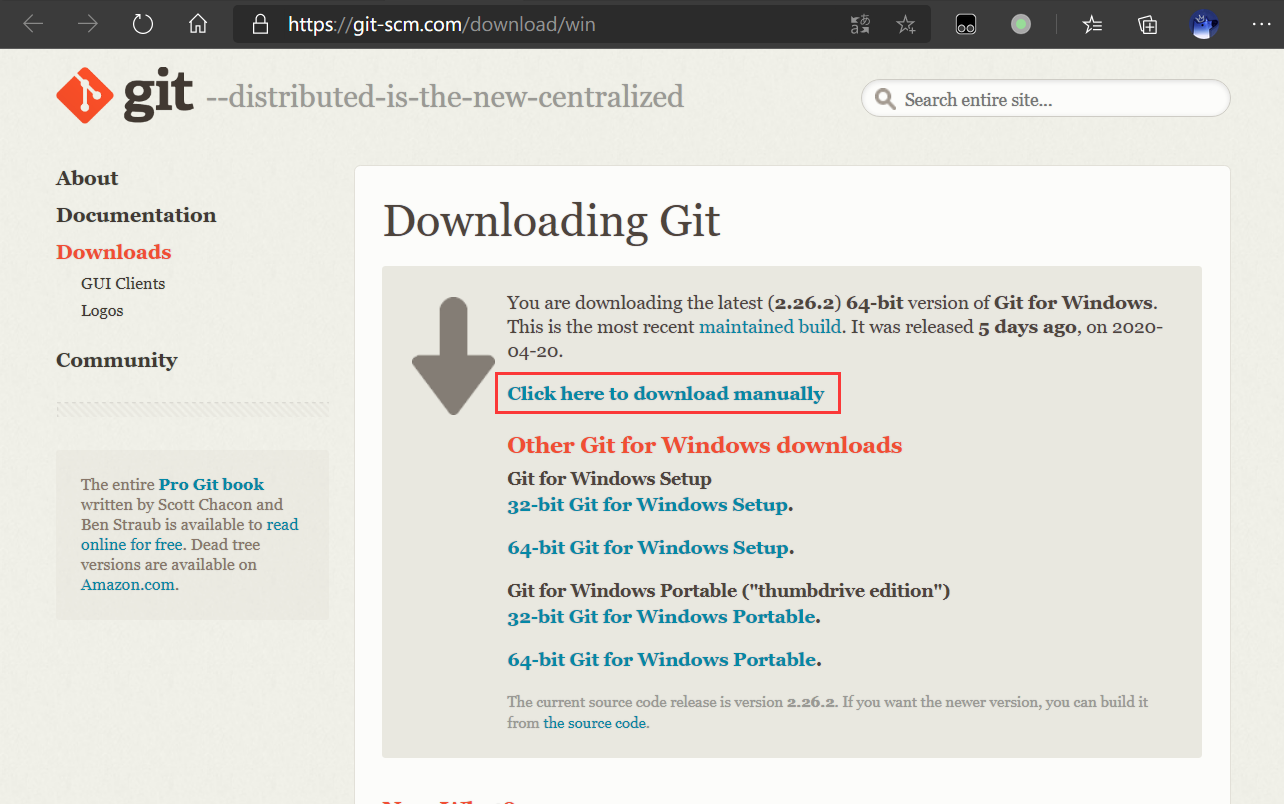 https://git-scm.com/download/win
git --distributed-is-the-new-centralized
Search entire site...
About
Documentation
Downloads
GUI Clients
Logos
Community
The entire Pro Git book
written by Scott Chacon and
Ben Straub is available to read
online for free. Dead tree
versions are available on
Amazon.com.
Downloading Git
You are downloading the latest (2.26.2) 64-bit version of Git for Windows.
This is the most recent maintained build. It was released 5 days ago, on 2020-
04-20.
Click here to download manually
Other Git for Windows downloads
Git for Windows Setup
32-bit Git for Windows Setup.
64-bit Git for Windows Setup.
Git for Windows Portable ("thumbdrive edition")
32-bit Git for Windows Portable.
64-bit Git for Windows Portable.
The current source code release is version 2.26.2. If you want the newer version, you can build it
from the source code.